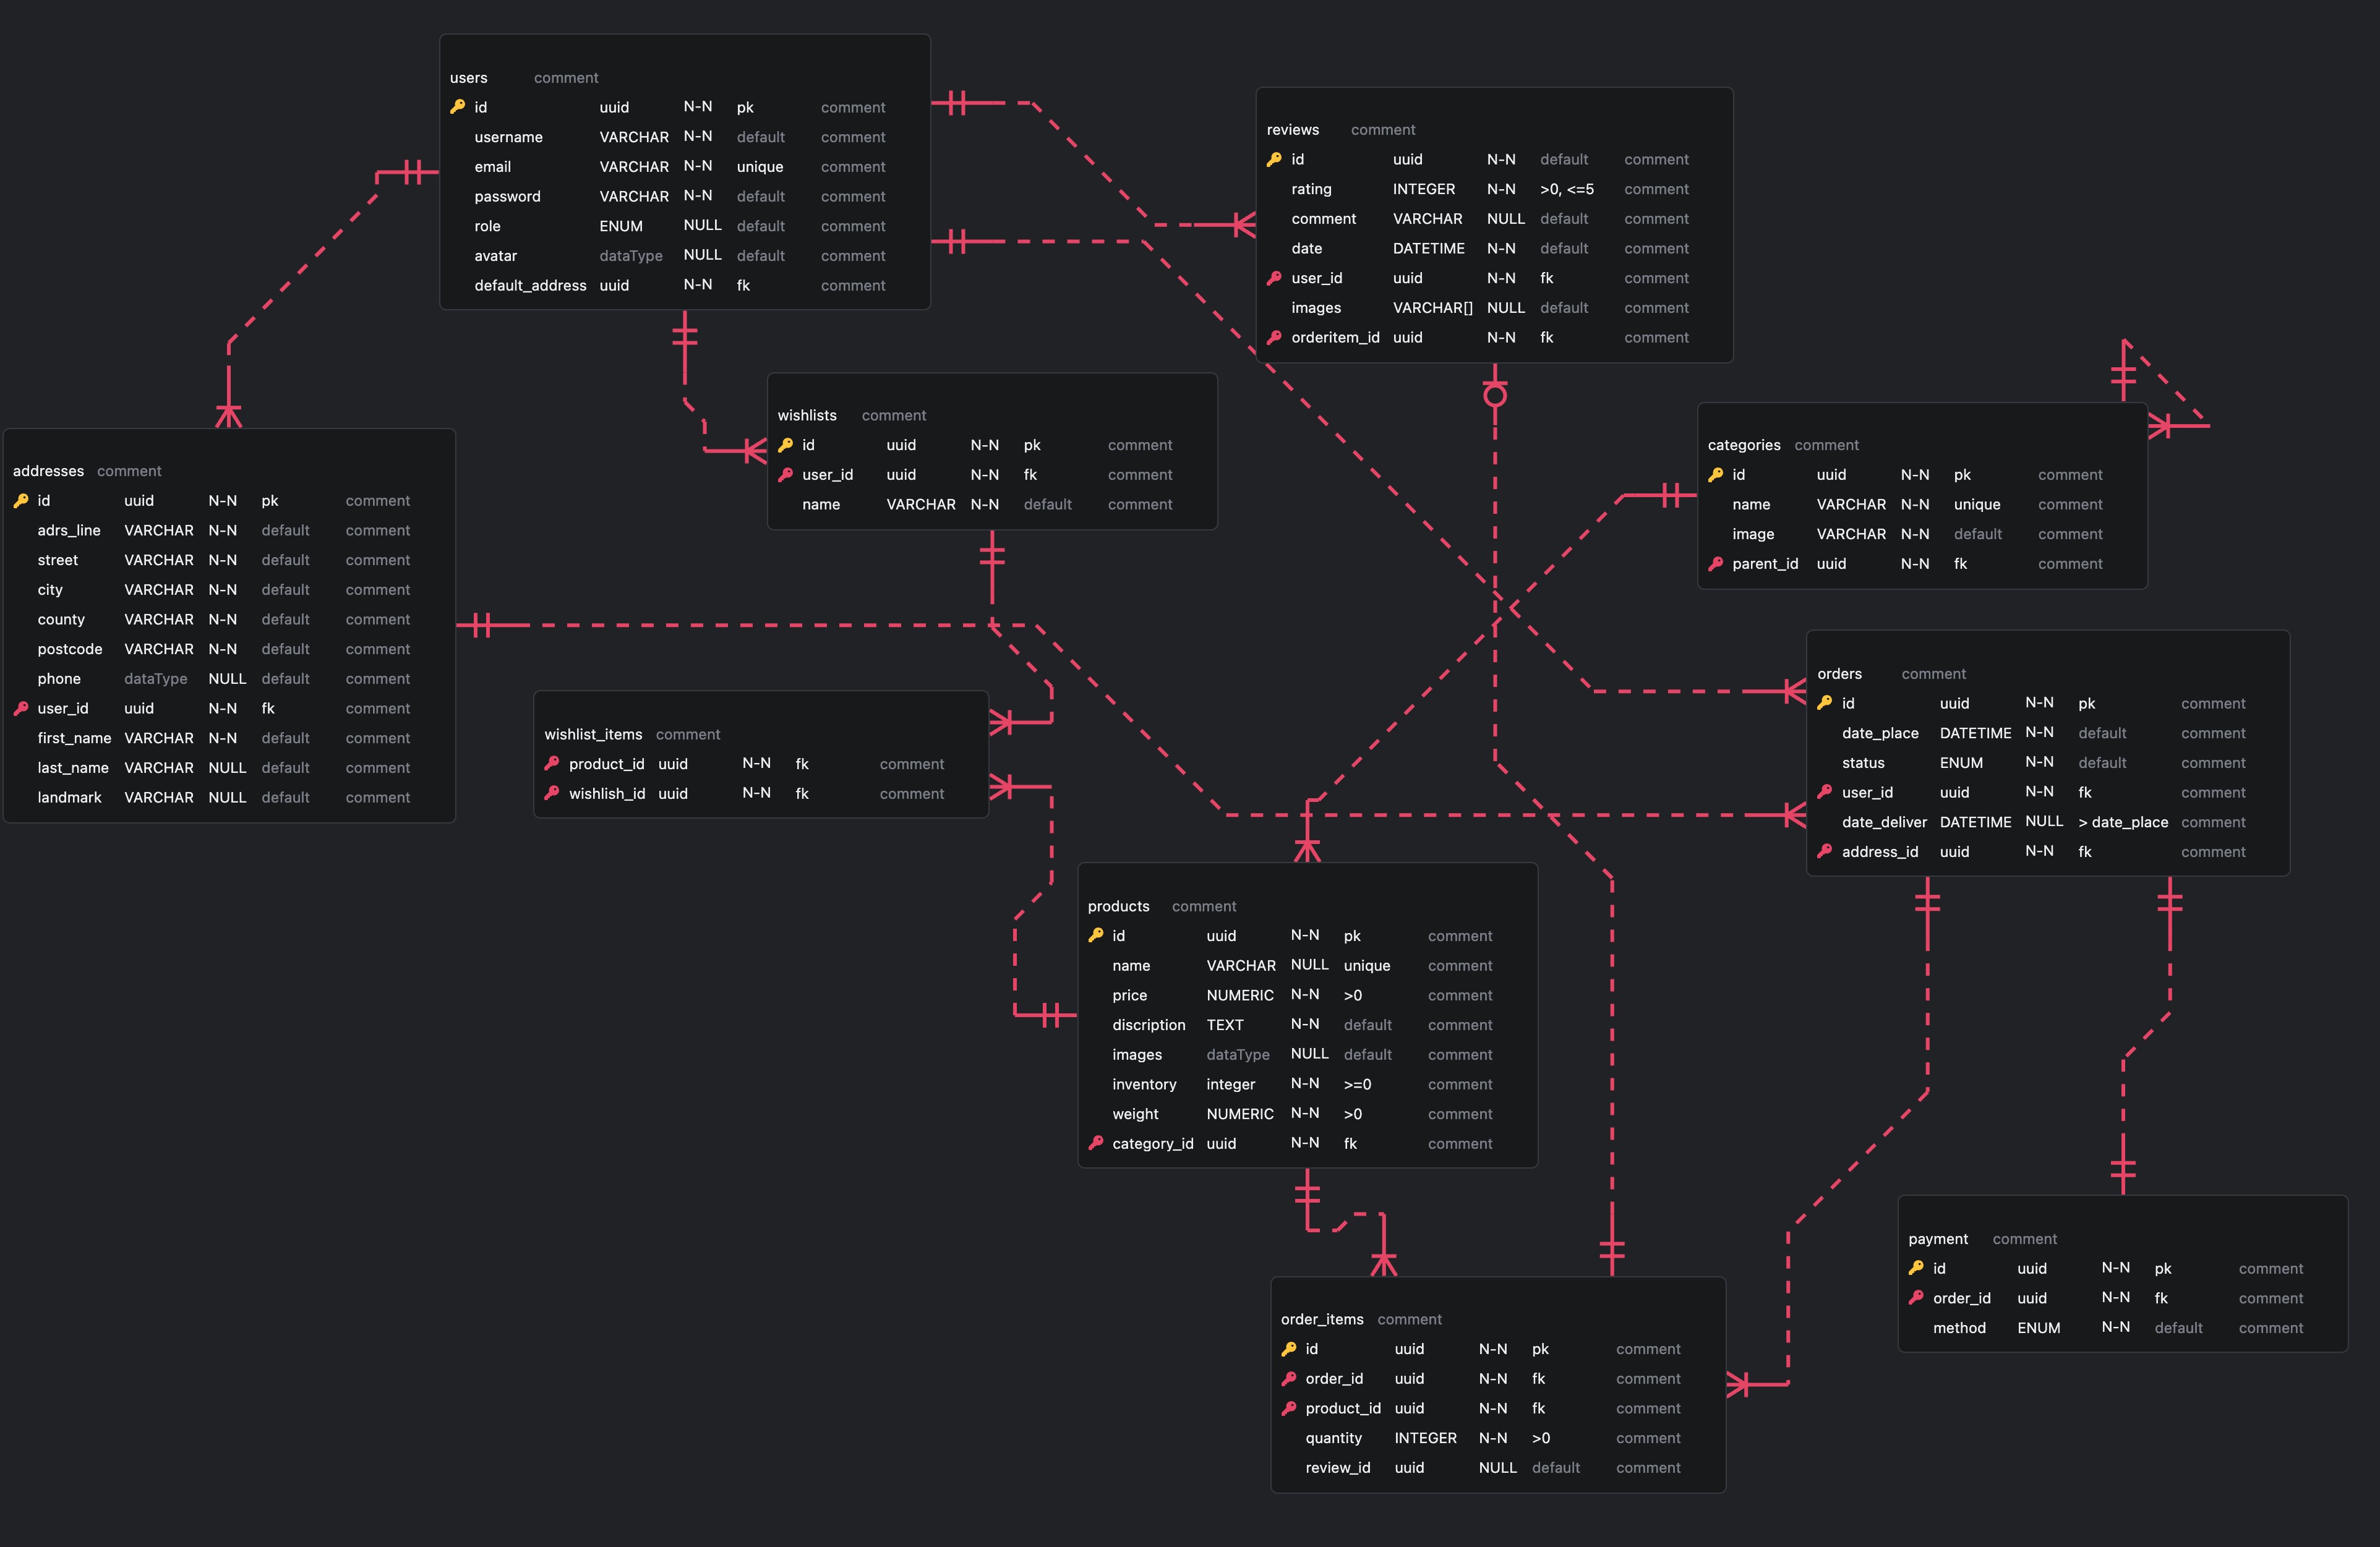 users comment
id uuid N-N pk comment
username VARCHAR N-N default comment
email VARCHAR N-N unique comment
password VARCHAR N-N default comment
role ENUM NULL default comment
avatar dataType NULL default comment
default_address uuid N-N fk comment
reviews comment
id uuid N-N default comment
rating INTEGER N-N >0, <=5 comment
comment VARCHAR NULL default comment
date DATETIME N-N default comment
user_id uuid N-N fk comment
images VARCHAR[] NULL default comment
orderitem_id uuid N-N fk comment
wishlists comment
id uuid N-N pk comment
user_id uuid N-N fk comment
name VARCHAR N-N default comment
categories comment
id uuid N-N pk comment
name VARCHAR N-N unique comment
image VARCHAR N-N default comment
parent_id uuid N-N fk comment
addresses comment
id uuid N-N pk comment
adrs_line VARCHAR N-N default comment
street VARCHAR N-N default comment
city VARCHAR N-N default comment
county VARCHAR N-N default comment
postcode VARCHAR N-N default comment
phone dataType NULL default comment
user_id uuid N-N fk comment
first_name VARCHAR N-N default comment
last_name VARCHAR NULL default comment
landmark VARCHAR NULL default comment
orders comment
id uuid N-N pk comment
date_place DATETIME N-N default comment
status ENUM N-N default comment
user_id uuid N-N fk comment
date_deliver DATETIME NULL > date_place comment
address_id uuid N-N fk comment
wishlist_items comment
product_id uuid N-N fk comment
wishlish_id uuid N-N fk comment
products comment
id uuid N-N pk comment
name VARCHAR NULL unique comment
price NUMERIC N-N >0 comment
discription TEXT N-N default comment
images dataType NULL default comment
inventory integer N-N >=0 comment
weight NUMERIC N-N >0 comment
category_id uuid N-N fk comment
payment comment
id uuid N-N pk comment
order_id uuid N-N fk comment
method ENUM N-N default comment
order_items comment
id uuid N-N pk comment
order_id uuid N-N fk comment
product_id uuid N-N fk comment
quantity INTEGER N-N >0 comment
review_id uuid NULL default comment